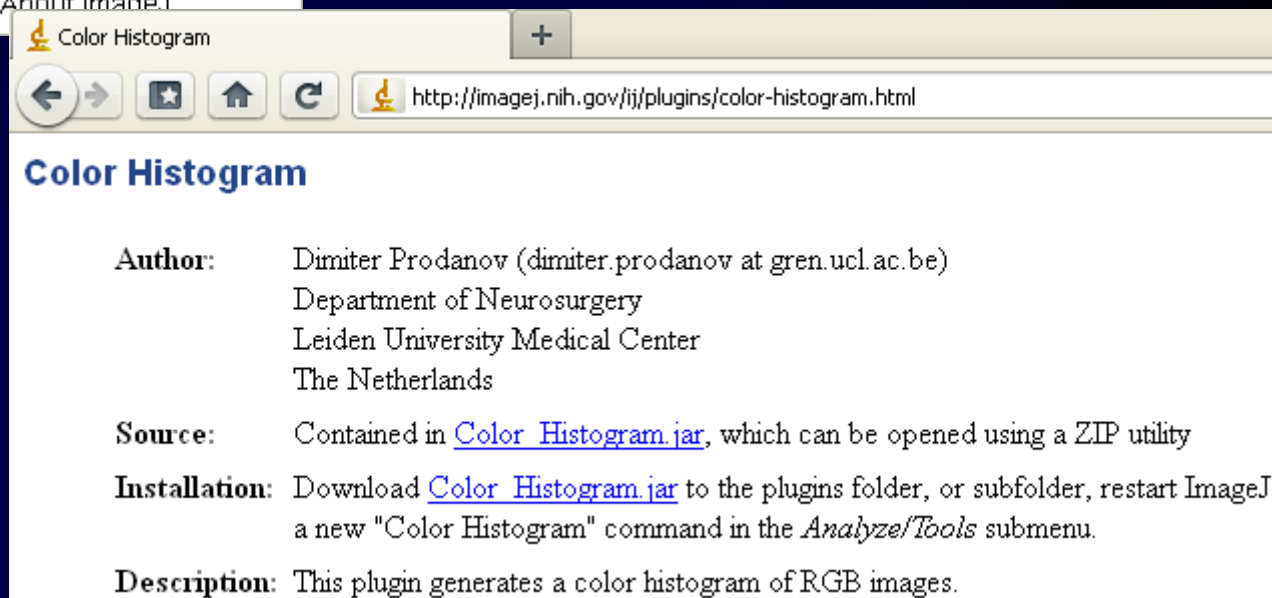 About ImageJ
Color Histogram
http://imagej.nih.gov/ij/plugins/color-histogram.html
Color Histogram
Author: Dimiter Prodanov (dimiter.prodanov at gren.ucl.ac.be)
Department of Neurosurgery
Leiden University Medical Center
The Netherlands
Source: Contained in Color_Histogram.jar, which can be opened using a ZIP utility
Installation: Download Color_Histogram.jar to the plugins folder, or subfolder, restart ImageJ
a new "Color Histogram" command in the Analyze/Tools submenu.
Description: This plugin generates a color histogram of RGB images.